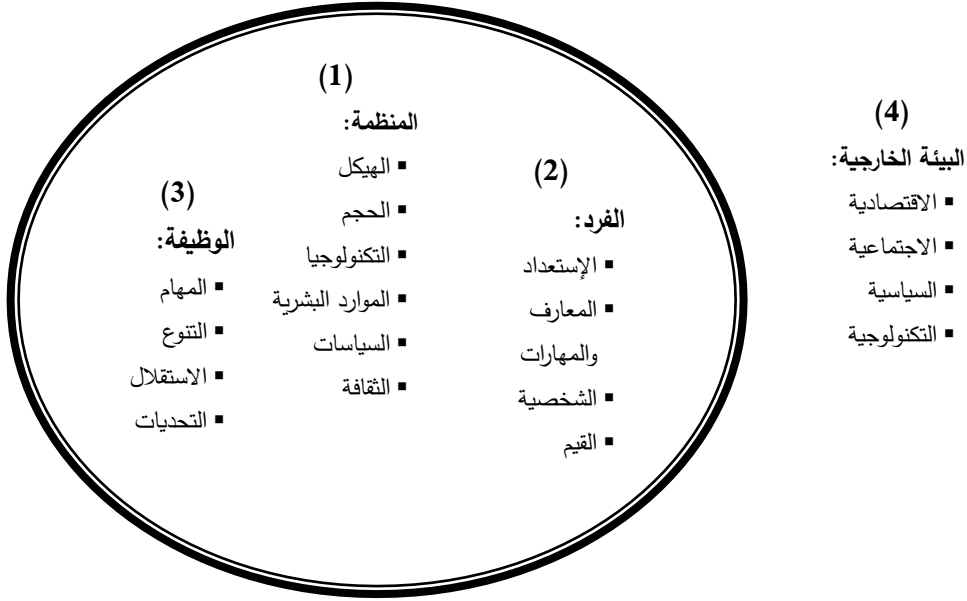 (1)
المنظمة:
▪ الهيكل
▪ الحجم
▪ التكنولوجيا
▪ الموارد البشرية
▪ السياسات
▪ الثقافة
(2)
الفرد:
▪ الإستعداد
▪ المعارف
والمهارات
▪ الشخصية
▪ القيم
(3)
الوظيفة:
▪ المهام
▪ التنوع
▪ الاستقلال
▪ التحديات
(4)
البيئة الخارجية:
▪ الاقتصادية
▪ الاجتماعية
▪ السياسية
▪ التكنولوجية